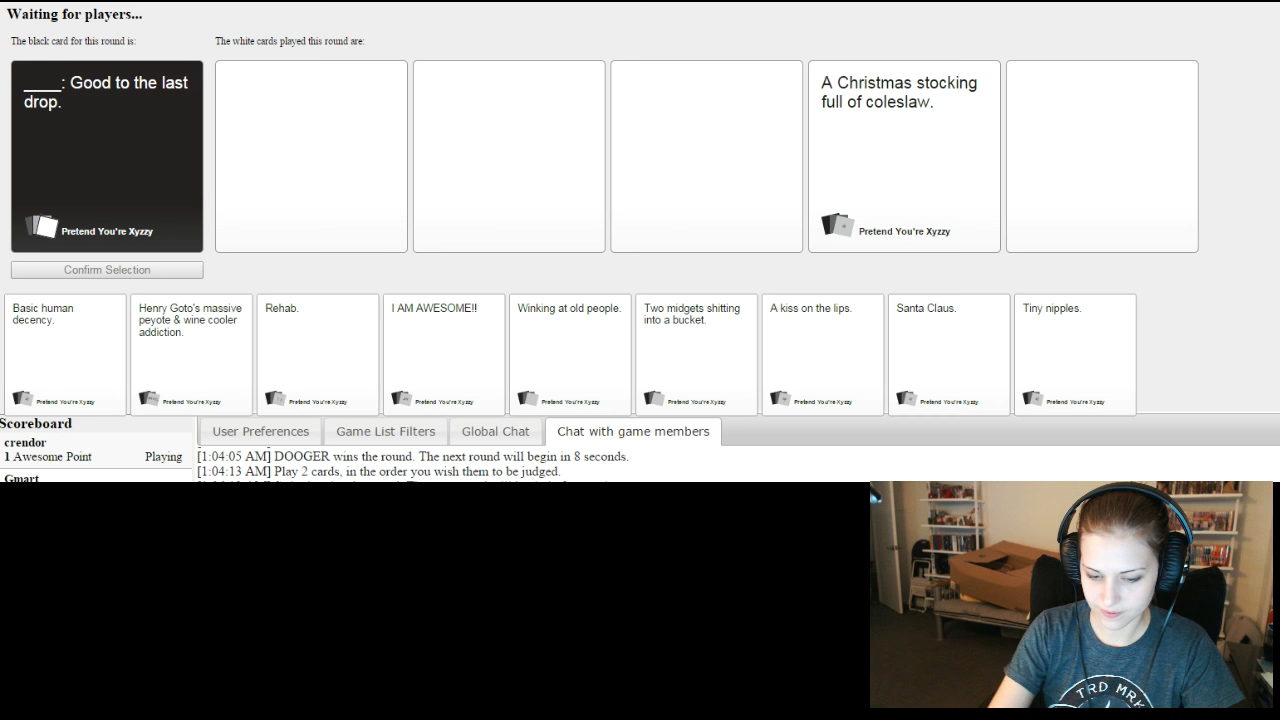 Waiting for players...
The black card for this round is:
The white cards played this round are:
____: Good to the last
drop.
Pretend You're Xyzzy
A Christmas stocking
full of coleslaw.
Pretend You're Xyzzy
Confirm Selection
Basic human
decency.
Pretend You're Xyzzy
Henry Goto's massive
peyote & wine cooler
addiction.
Pretend You're Xyzzy
Rehab.
Pretend You're Xyzzy
I AM AWESOME!!
Pretend You're Xyzzy
Winking at old people.
Pretend You're Xyzzy
Two midgets shitting
into a bucket.
Pretend You're Xyzzy
A kiss on the lips.
Pretend You're Xyzzy
Santa Claus.
Pretend You're Xyzzy
Tiny nipples.
Pretend You're Xyzzy
Scoreboard
crendor
1 Awesome Point Playing
Gmart
User Preferences Game List Filters Global Chat Chat with game members
[1:04:05 AM] DOOGER wins the round. The next round will begin in 8 seconds.
[1:04:13 AM] Play 2 cards, in the order you wish them to be judged.
TRD MRK